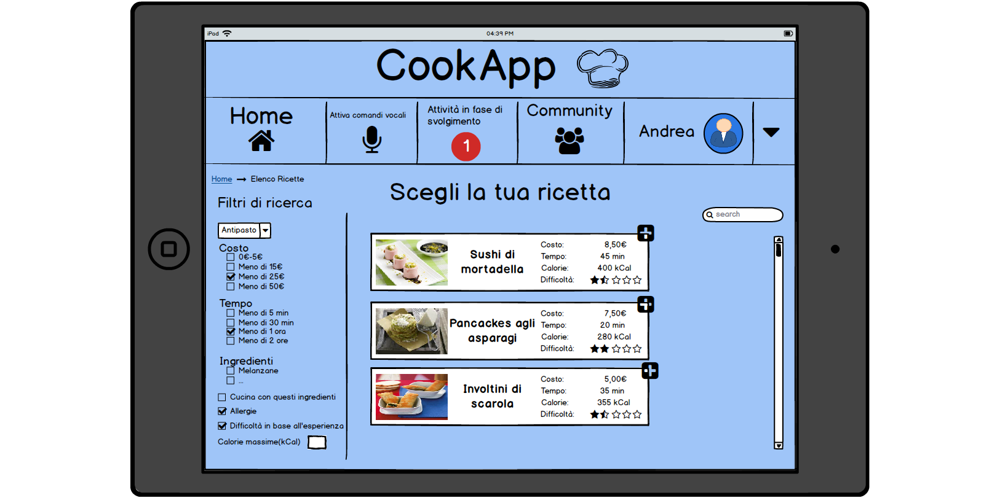 iPad
04:39 PM
CookApp
Home
Attiva comandi vocali
Attività in fase di
svolgimento
1
Community
Andrea
Home
Elenco Ricette
Scegli la tua ricetta
Filtri di ricerca
search
Antipasto
Costo
0€-5€
Meno di 15€
Meno di 25€
Meno di 50€
Tempo
Meno di 5 min
Meno di 30 min
Meno di 1 ora
Meno di 2 ore
Ingredienti
Melanzane
...
Cucina con questi ingredienti
Allergie
Difficoltà in base all'esperienza
Calorie massime(kCal)
Sushi di
mortadella
Costo: 8,50€
Tempo: 45 min
Calorie: 400 kCal
Difficoltà:
Pancackes agli
asparagi
Costo: 7,50€
Tempo: 20 min
Calorie: 280 kCal
Difficoltà:
Involtini di
scarola
Costo: 5,00€
Tempo: 35 min
Calorie: 355 kCal
Difficoltà: